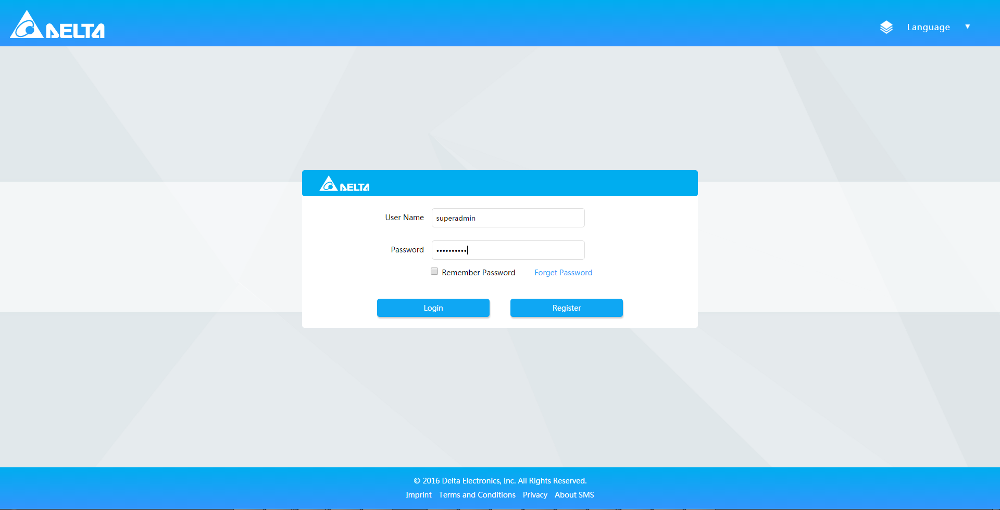 DELTA
Language
DELTA
User Name superadmin
Password ••••••••••
Remember Password Forget Password
Login Register
© 2016 Delta Electronics, Inc. All Rights Reserved.
Imprint Terms and Conditions Privacy About SMS